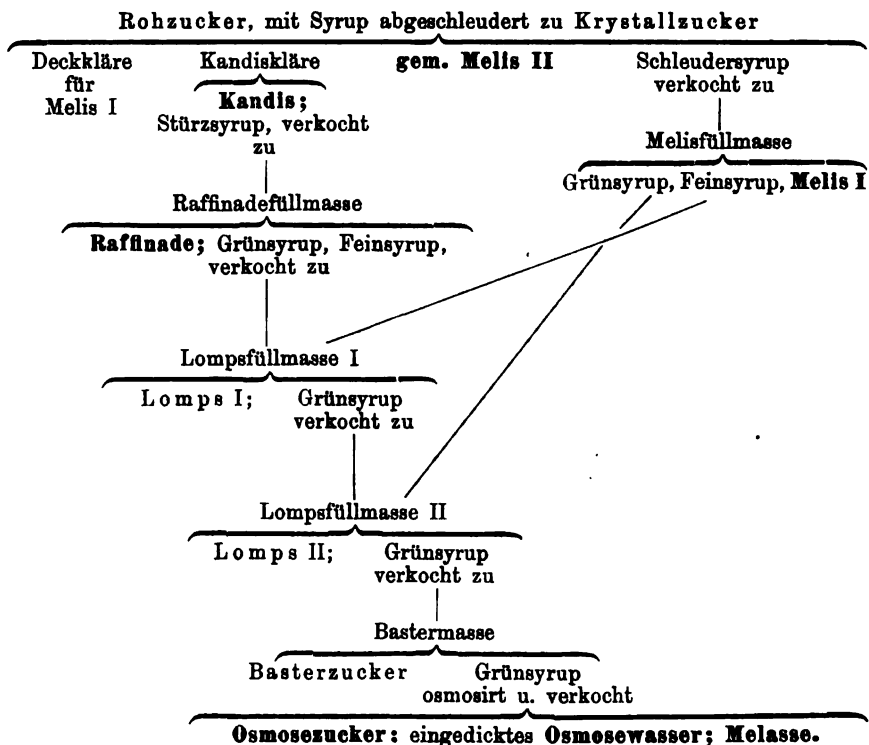 Rohzucker, mit Syrup abgeschleudert zu Krystallzucker
Deckkläre
für
Melis I
Kandiskläre
gem. Melis II
Schleudersyrup
verkocht zu
Kandis;
Stürzsyrup, verkocht
zu
Melisfüllmasse
Grünsyrup, Feinsyrup, Melis I
Raffinadefüllmasse
Raffinade; Grünsyrup, Feinsyrup,
verkocht zu
Lompsfüllmasse I
Lomps I; Grünsyrup
verkocht zu
Lompsfüllmasse II
Lomps II; Grünsyrup
verkocht zu
Bastermasse
Basterzucker Grünsyrup
osmosirt u. verkocht
Osmosezucker: eingedicktes Osmosewasser; Melasse.